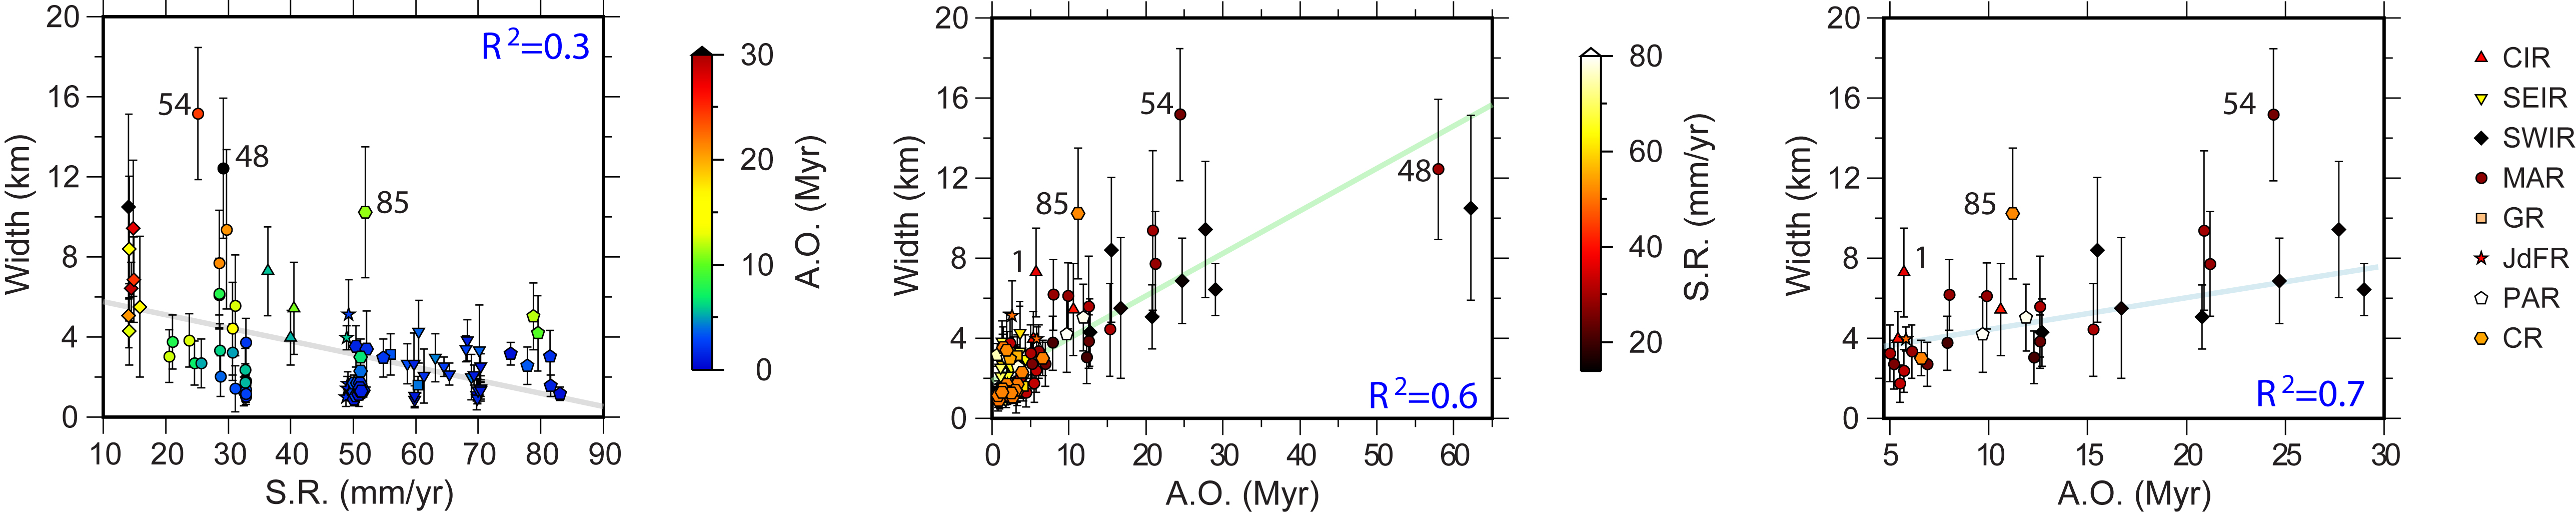 20
16
12
8
4
0
Width (km)
54
48
85
R²=0.3
10 20 30 40 50 60 70 80 90
S.R. (mm/yr)
30
20
10
0
A.O. (Myr)
20
16
12
8
4
0
Width (km)
54
48
85
1
R²=0.6
0 10 20 30 40 50 60
A.O. (Myr)
80
60
40
20
S.R. (mm/yr)
20
16
12
8
4
0
Width (km)
54
85
1
R²=0.7
5 10 15 20 25 30
A.O. (Myr)
CIR
SEIR
SWIR
MAR
GR
JdFR
PAR
CR